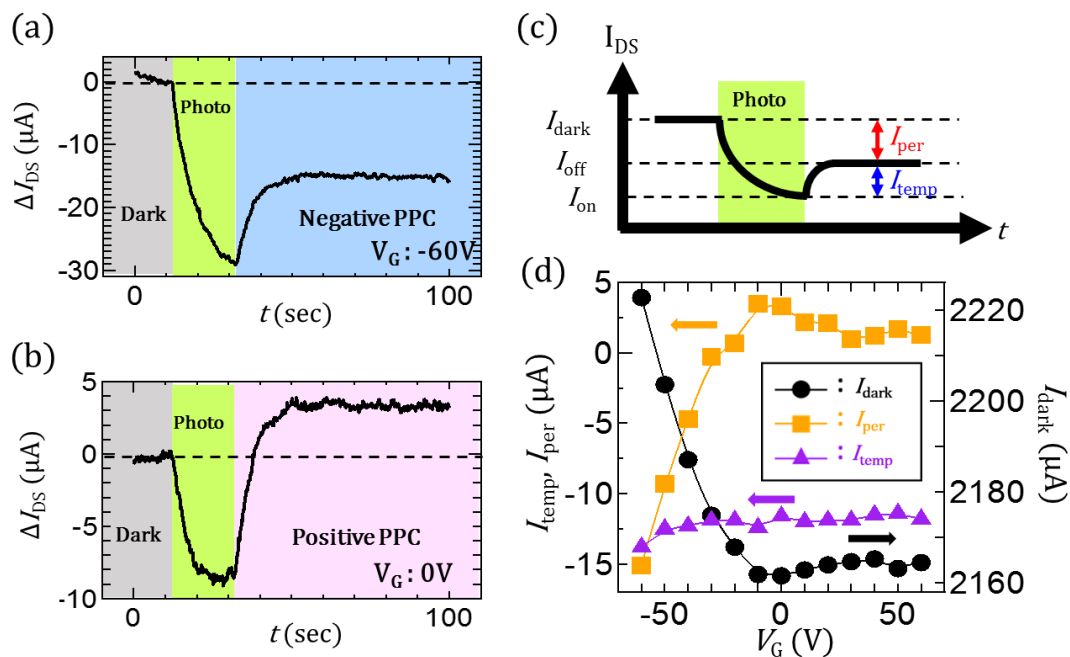 (a)
ΔI_DS (μA)
0
-10
-20
-30
Photo
Dark
Negative PPC
V_G: -60V
0
100
t (sec)
(b)
ΔI_DS (μA)
5
0
-5
-10
Photo
Dark
Positive PPC
V_G: 0V
0
100
t (sec)
(c)
I_DS
Photo
I_dark
I_off
I_on
I_per
I_temp
t
(d)
I_temp, I_per (μA)
5
0
-5
-10
-15
: I_dark
: I_per
: I_temp
2220
2200
2180
2160
I_dark (μA)
-50
0
50
V_G (V)